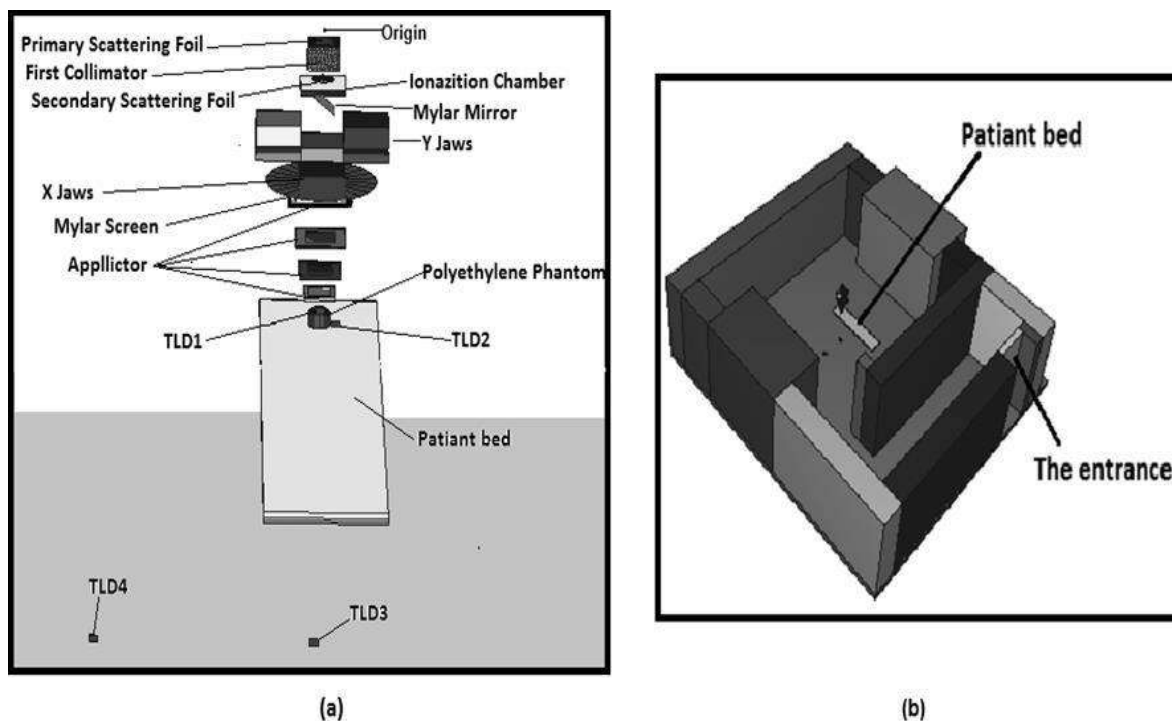 Origin
Primary Scattering Foil
First Collimator
Secondary Scattering Foil
Ionazition Chamber
Mylar Mirror
Y Jaws
X Jaws
Mylar Screen
Appllictor
Polyethylene Phantom
TLD1
TLD2
Patiant bed
TLD4
TLD3
(a)
Patiant bed
The entrance
(b)